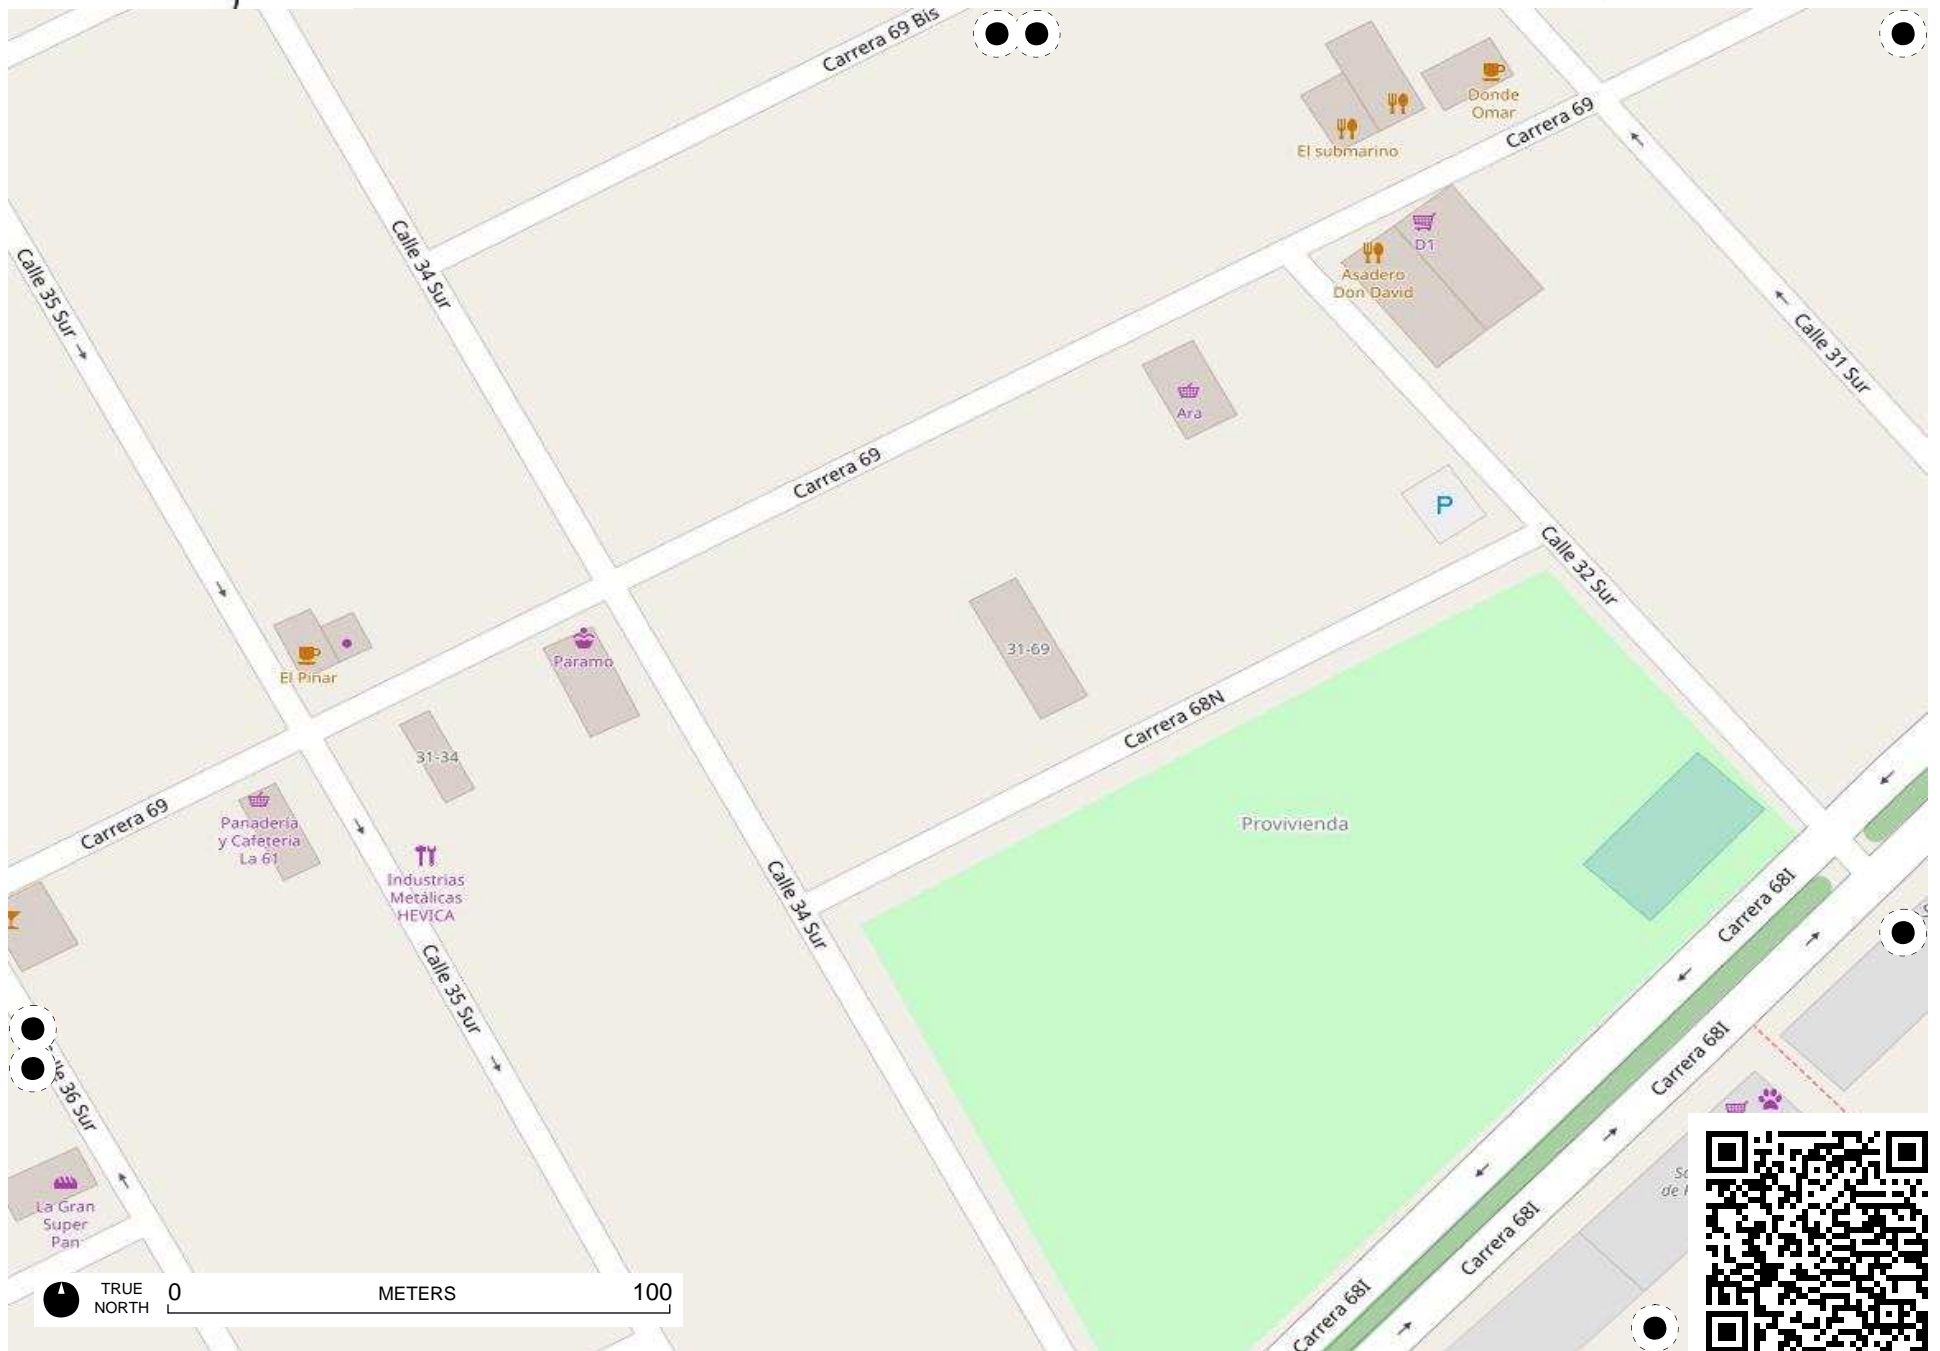 Carrera 69 Bis
Donde
Omar
Carrera 69
El submarino
Calle 34 Sur
D1
Asadero
Don David
Calle 35 Sur
Calle 31 Sur
Ara
Carrera 69
P
Calle 32 Sur
31-69
Paramo
El Pinar
Carrera 68N
31-34
Carrera 69
Panadería
y Cafetería
La 61
Provivienda
Industrias
Metálicas
HEVICA
Calle 34 Sur
Carrera 68I
Calle 35 Sur
Carrera 68I
36 Sur
La Gran
Super
Pan
Carrera 68I
Carrera 68I
TRUE
NORTH
0 METERS 100